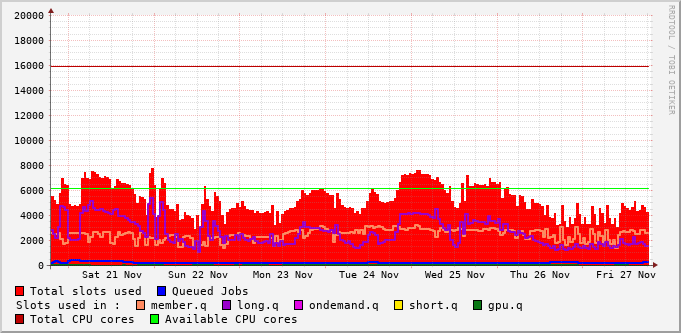 20000
18000
16000
14000
12000
10000
8000
6000
4000
2000
0
Sat 21 Nov Sun 22 Nov Mon 23 Nov Tue 24 Nov Wed 25 Nov Thu 26 Nov Fri 27 Nov
RRDTOOL / TOBI OETIKER
Total slots used Queued Jobs
Slots used in : member.q long.q ondemand.q short.q gpu.q
Total CPU cores Available CPU cores